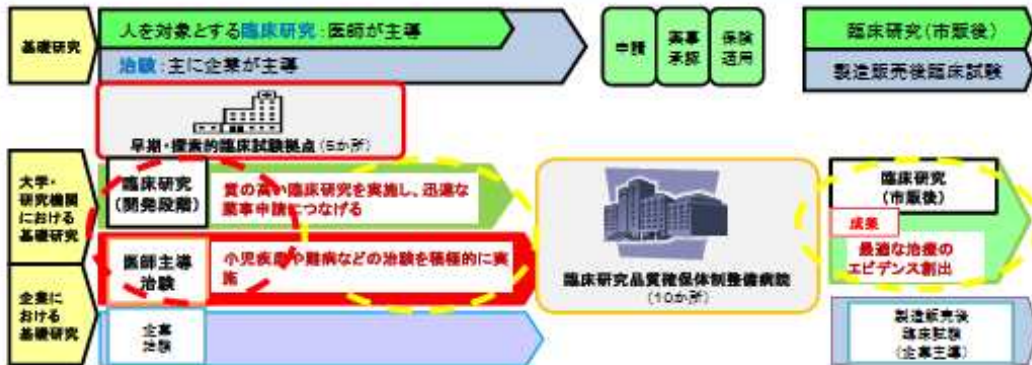 基礎研究
人を対象とする臨床研究：医師が主導
治験：主に企業が主導
申請
薬事
承認
保険
適用
臨床研究(市販後)
製造販売後臨床試験
早期・探索的臨床試験拠点(5か所)
大学・
研究機関
における
基礎研究
臨床研究
(開発段階)
質の高い臨床研究を実施し、迅速な
薬事申請につなげる
医師主導
治験
小児疾患や難病などの治験を積極的に実
施
企業に
おける
基礎研究
企業
治験
臨床研究品質確保体制整備病院
(10か所)
臨床研究
(市販後)
成果
最適な治療の
エビデンス創出
製造販売後
臨床試験
(企業主導)